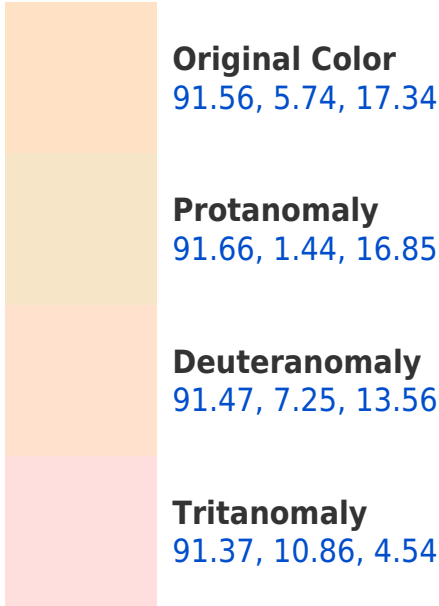 Original Color
91.56, 5.74, 17.34
Protanomaly
91.66, 1.44, 16.85
Deuteranomaly
91.47, 7.25, 13.56
Tritanomaly
91.37, 10.86, 4.54